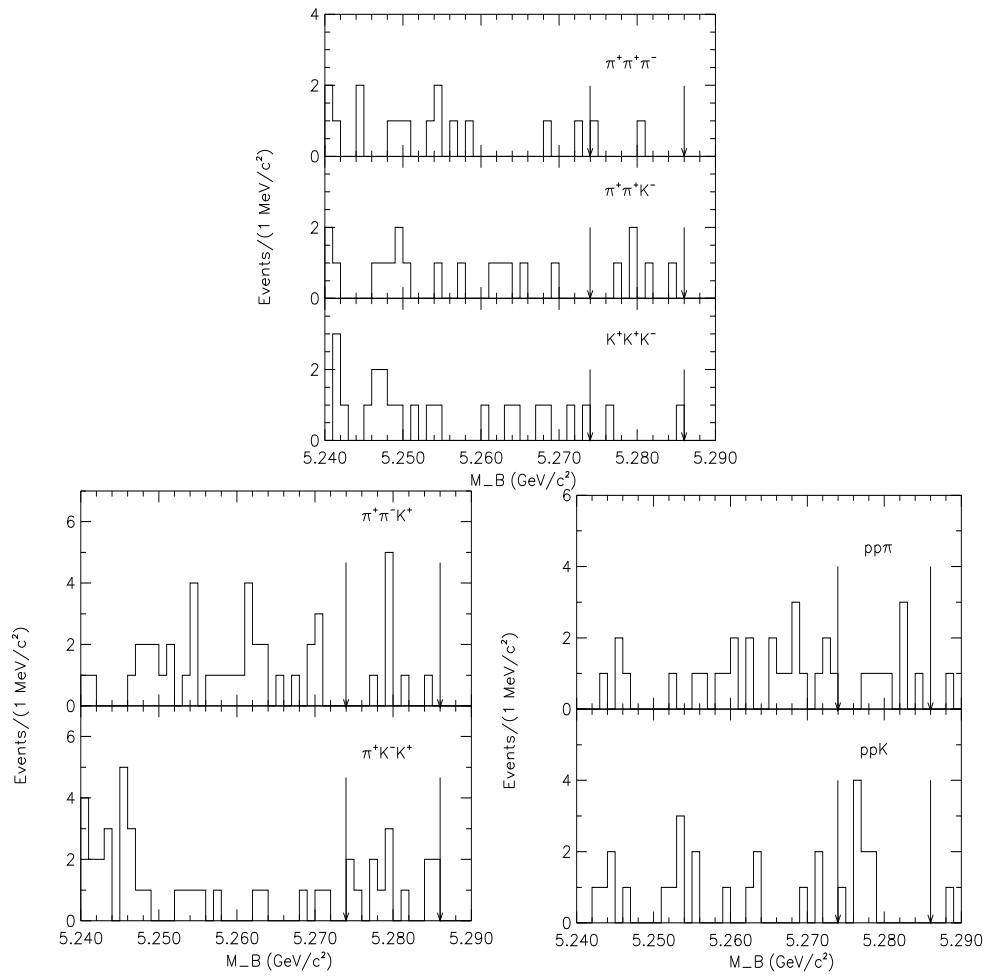 4
π⁺π⁺π⁻
2
0
π⁺π⁺K⁻
2
0
K⁺K⁺K⁻
2
0
Events/(1 MeV/c²)
5.240 5.250 5.260 5.270 5.280 5.290
M_B (GeV/c²)
π⁺π⁻K⁺
6
4
2
0
π⁺K⁻K⁺
6
4
2
0
Events/(1 MeV/c²)
5.240 5.250 5.260 5.270 5.280 5.290
M_B (GeV/c²)
6
ppπ
4
2
0
ppK
4
2
0
Events/(1 MeV/c²)
5.240 5.250 5.260 5.270 5.280 5.290
M_B (GeV/c²)